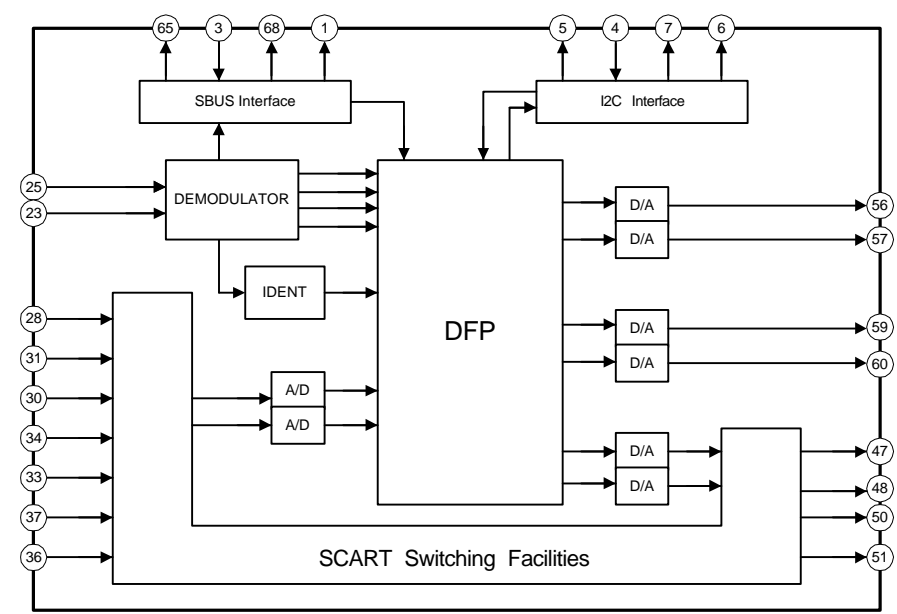 65 3 68 1 5 4 7 6
SBUS Interface
I2C Interface
25
DEMODULATOR
23
D/A
56
D/A
57
IDENT
28
DFP
D/A
59
31
D/A
60
30
A/D
34
A/D
D/A
47
33
D/A
48
37
50
36
SCART Switching Facilities
51